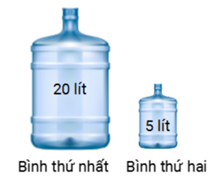 20 lít
5 lít
Bình thứ nhất
Bình thứ hai